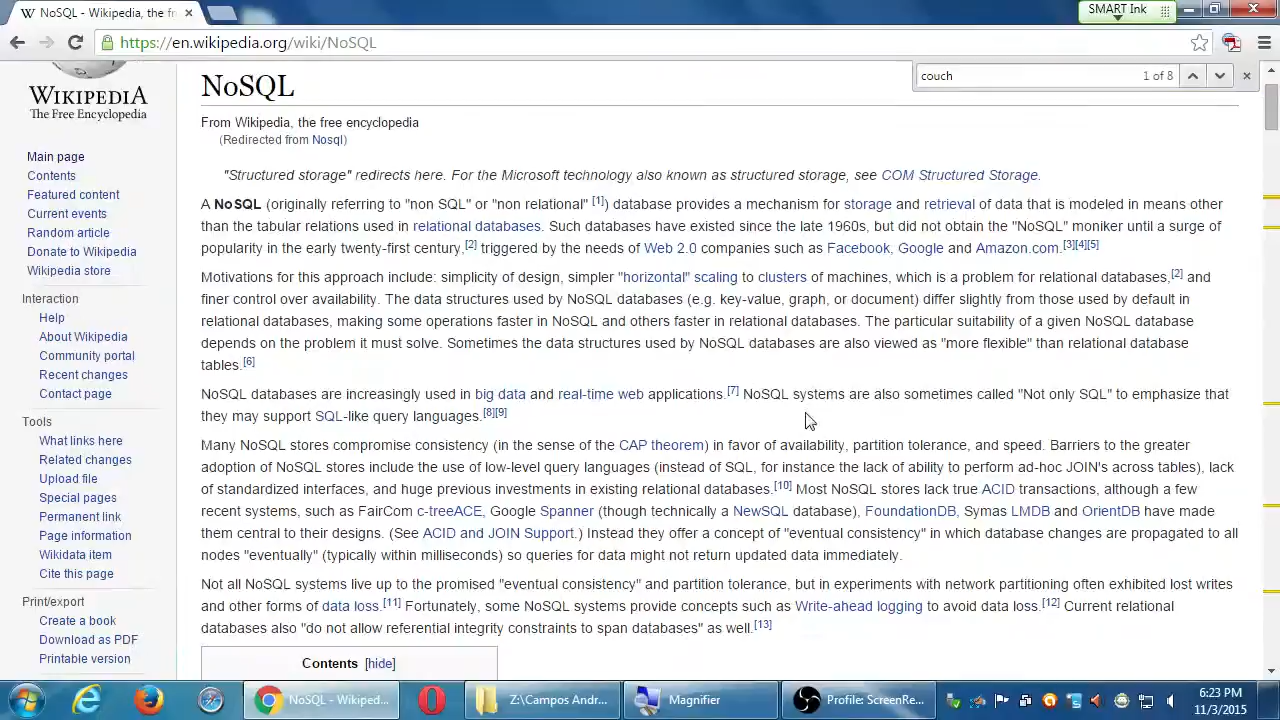 NoSQL - Wikipedia, the fr
SMART Ink
https://en.wikipedia.org/wiki/NoSQL
couch
1 of 8
WIKIPEDIA
The Free Encyclopedia
Main page
Contents
Featured content
Current events
Random article
Donate to Wikipedia
Wikipedia store
Interaction
Help
About Wikipedia
Community portal
Recent changes
Contact page
Tools
What links here
Related changes
Upload file
Special pages
Permanent link
Page information
Wikidata item
Cite this page
Print/export
Create a book
Download as PDF
Printable version
NoSQL
From Wikipedia, the free encyclopedia
(Redirected from Nosql)
"Structured storage" redirects here. For the Microsoft technology also known as structured storage, see COM Structured Storage.
A NoSQL (originally referring to "non SQL" or "non relational" [1]) database provides a mechanism for storage and retrieval of data that is modeled in means other
than the tabular relations used in relational databases. Such databases have existed since the late 1960s, but did not obtain the "NoSQL" moniker until a surge of
popularity in the early twenty-first century,[2] triggered by the needs of Web 2.0 companies such as Facebook, Google and Amazon.com.[3][4][5]
Motivations for this approach include: simplicity of design, simpler "horizontal" scaling to clusters of machines, which is a problem for relational databases,[2] and
finer control over availability. The data structures used by NoSQL databases (e.g. key-value, graph, or document) differ slightly from those used by default in
relational databases, making some operations faster in NoSQL and others faster in relational databases. The particular suitability of a given NoSQL database
depends on the problem it must solve. Sometimes the data structures used by NoSQL databases are also viewed as "more flexible" than relational database
tables.[6]
NoSQL databases are increasingly used in big data and real-time web applications.[7] NoSQL systems are also sometimes called "Not only SQL" to emphasize that
they may support SQL-like query languages.[8][9]
Many NoSQL stores compromise consistency (in the sense of the CAP theorem) in favor of availability, partition tolerance, and speed. Barriers to the greater
adoption of NoSQL stores include the use of low-level query languages (instead of SQL, for instance the lack of ability to perform ad-hoc JOIN's across tables), lack
of standardized interfaces, and huge previous investments in existing relational databases.[10] Most NoSQL stores lack true ACID transactions, although a few
recent systems, such as FairCom c-treeACE, Google Spanner (though technically a NewSQL database), FoundationDB, Symas LMDB and OrientDB have made
them central to their designs. (See ACID and JOIN Support.) Instead they offer a concept of "eventual consistency" in which database changes are propagated to all
nodes "eventually" (typically within milliseconds) so queries for data might not return updated data immediately.
Not all NoSQL systems live up to the promised "eventual consistency" and partition tolerance, but in experiments with network partitioning often exhibited lost writes
and other forms of data loss.[11] Fortunately, some NoSQL systems provide concepts such as Write-ahead logging to avoid data loss.[12] Current relational
databases also "do not allow referential integrity constraints to span databases" as well.[13]
Contents [hide]
NoSQL - Wikiped...
Z:\Campos Andr...
Magnifier
Profile: ScreenRe...
6:23 PM
11/3/2015